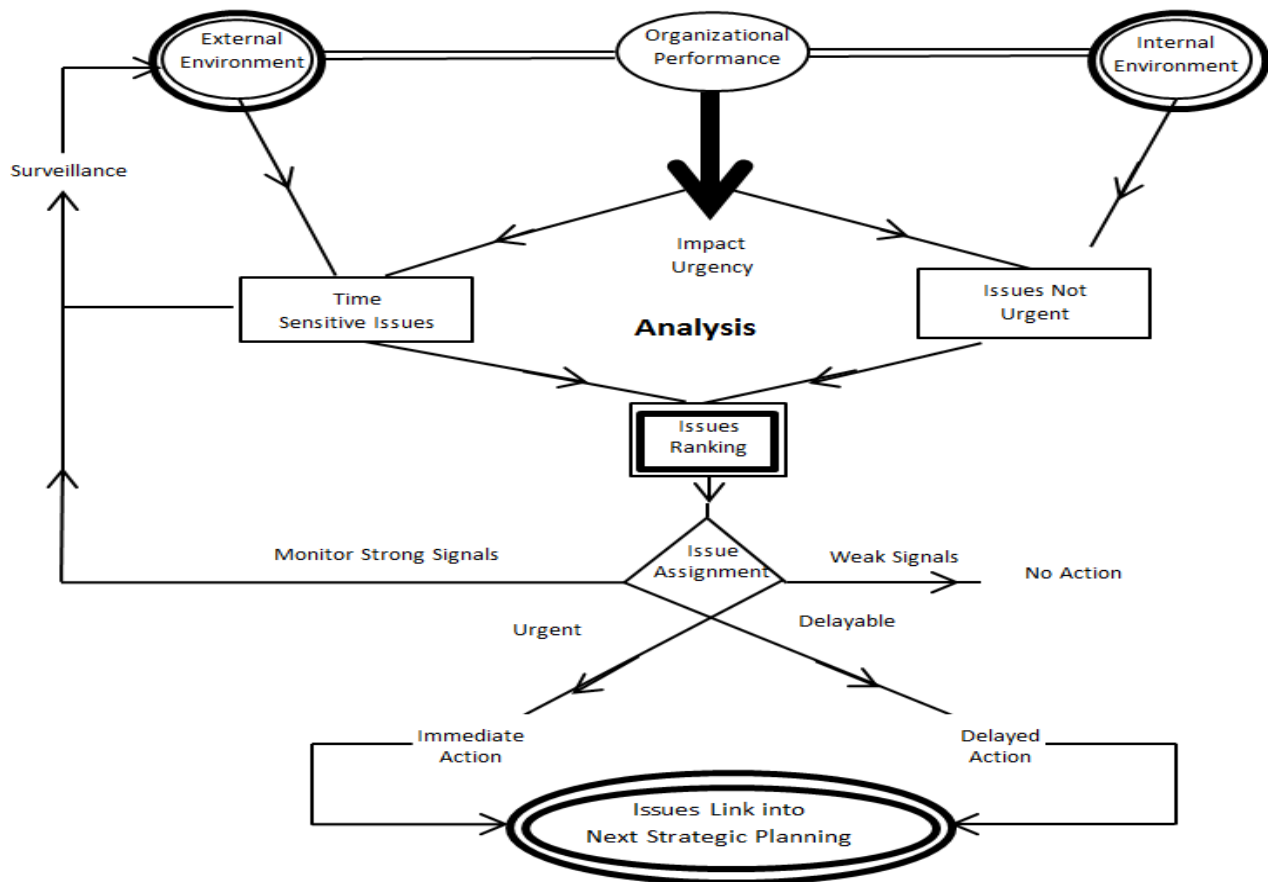 External
Environment
Organizational
Performance
Internal
Environment
Surveillance
Impact
Urgency
Time
Sensitive Issues
Issues Not
Urgent
Analysis
Issues
Ranking
Monitor Strong Signals
Issue
Assignment
Weak Signals
No Action
Urgent
Delayable
Immediate
Action
Delayed
Action
Issues Link into
Next Strategic Planning